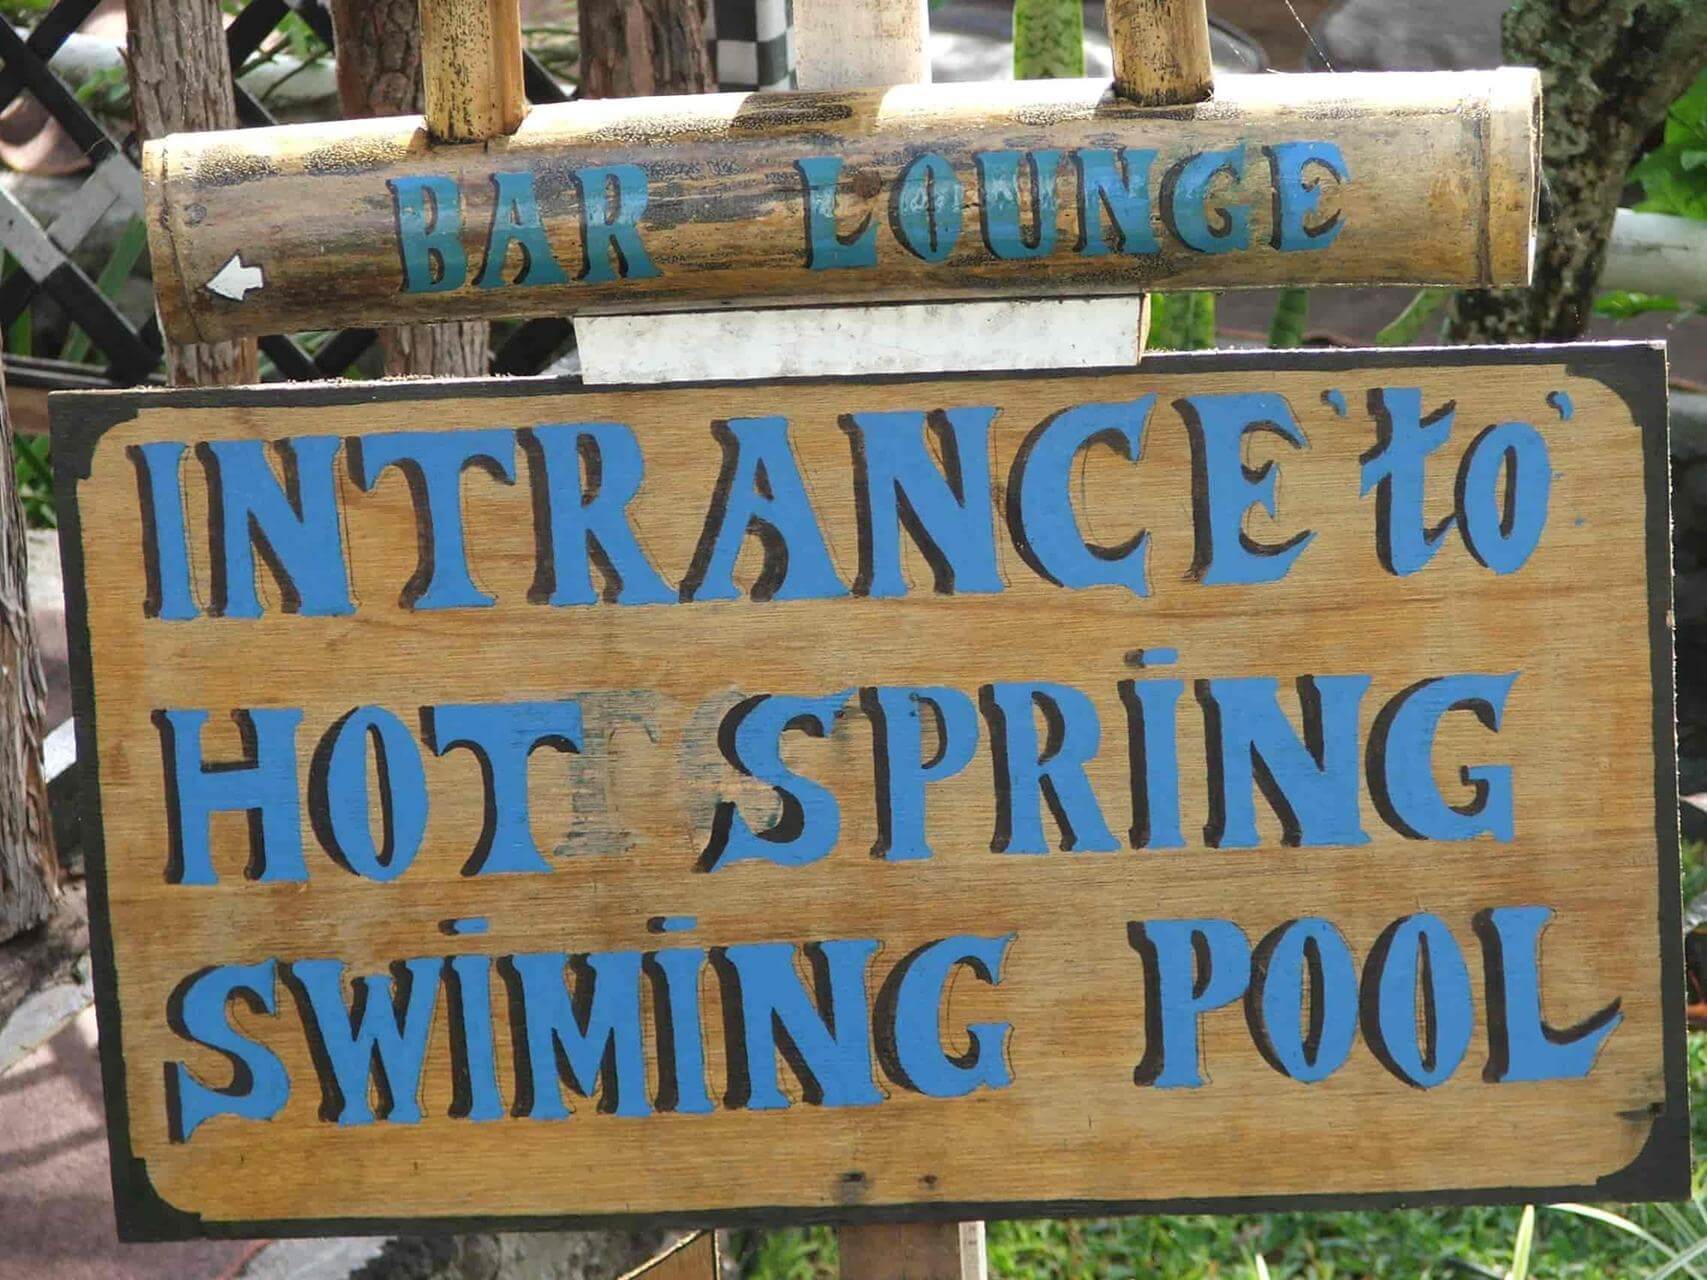 BAR LOUNGE
INTRANCE 'to'
HOT SPRiNG
SWiMiNG POOL